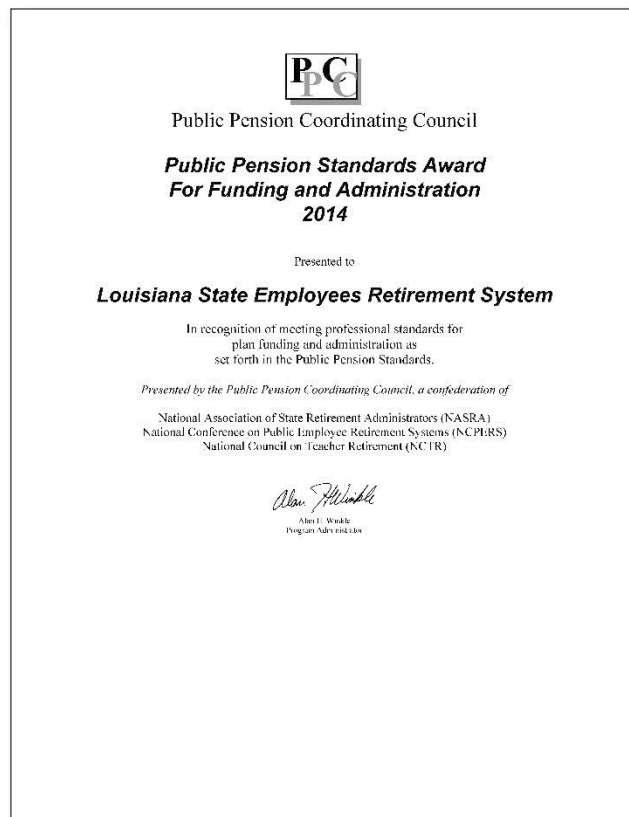 PPCC
Public Pension Coordinating Council
Public Pension Standards Award
For Funding and Administration
2014
Presented to
Louisiana State Employees Retirement System
In recognition of meeting professional standards for
plan funding and administration as
set forth in the Public Pension Standards.
Presented by the Public Pension Coordinating Council, a confederation of
National Association of State Retirement Administrators (NASRA)
National Conference on Public Employee Retirement Systems (NCPERS)
National Council on Teacher Retirement (NCTR)
Alan H. Winkle
Alan H. Winkle
Program Administrator